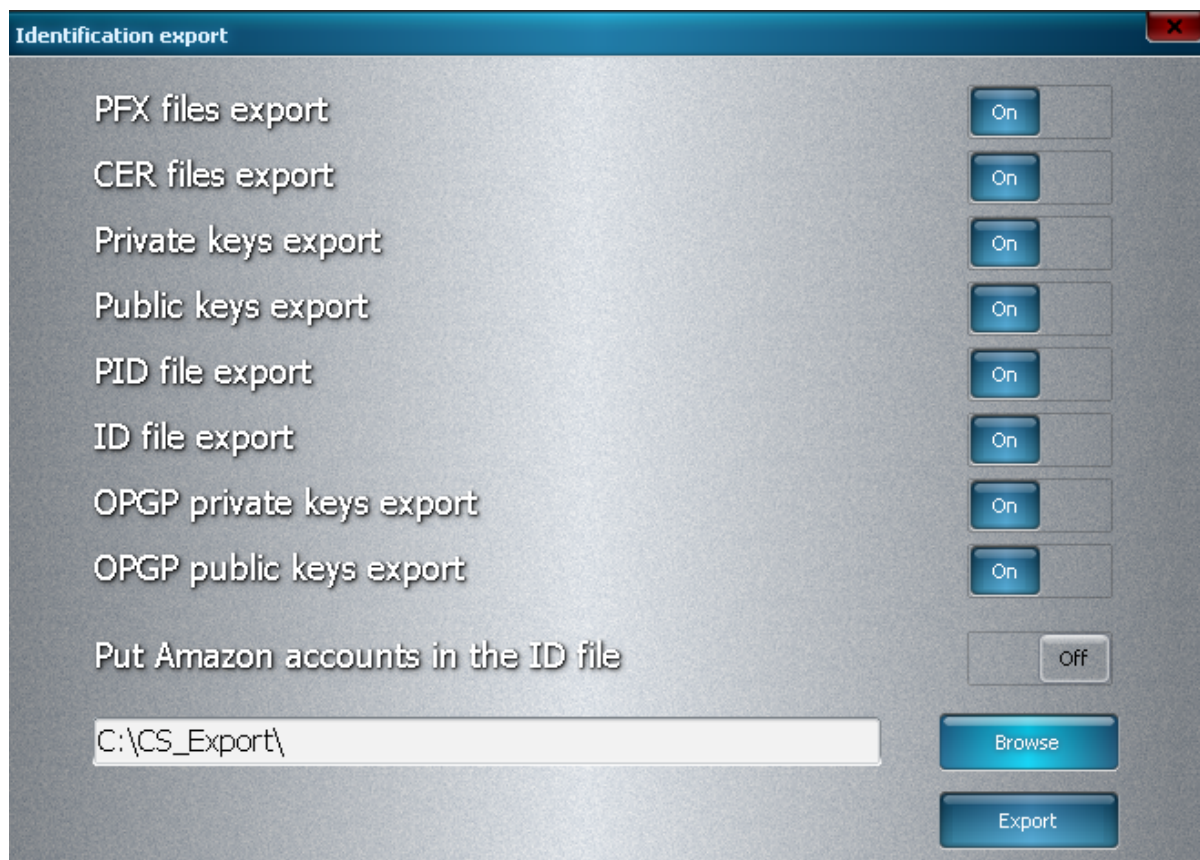 Identification export
PFX files export On
CER files export On
Private keys export On
Public keys export On
PID file export On
ID file export On
OPGP private keys export On
OPGP public keys export On
Put Amazon accounts in the ID file Off
C:\CS_Export\ Browse
Export